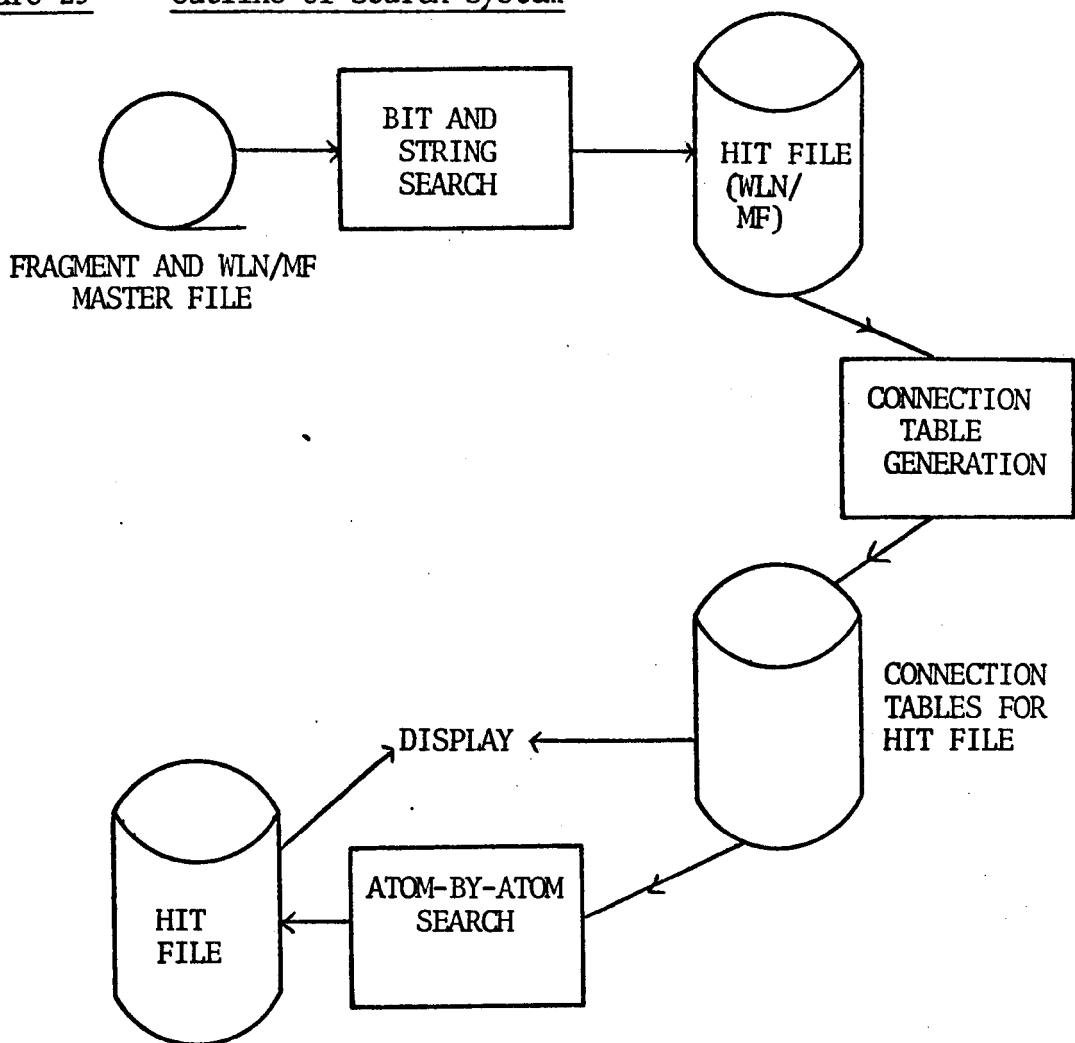 Outline of Search System
BIT AND
STRING
SEARCH
HIT FILE
(WLN/
MF)
FRAGMENT AND WLN/MF
MASTER FILE
CONNECTION
TABLE
GENERATION
CONNECTION
TABLES FOR
HIT FILE
DISPLAY
ATOM-BY-ATOM
SEARCH
HIT
FILE